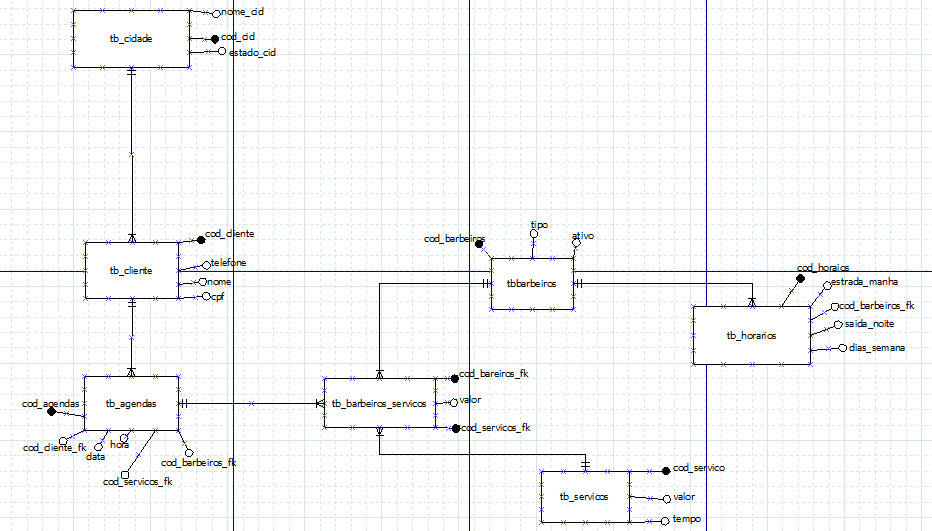 nome_cid
tb_cidade
cod_cid
estado_cid
cod_cliente
telefone
tb_cliente
nome
cpf
tipo
cod_barbeiros
ativo
tbbarbeiros
cod_horaios
estrada_manha
cod_barbeiros_fk
saida_noite
tb_horarios
dias_semana
cod_agendas
tb_agendas
cod_cliente_fk
data
hora
cod_servicos_fk
cod_barbeiros_fk
cod_bareiros_fk
tb_barbeiros_servicos
valor
cod_servicos_fk
cod_servico
tb_servicos
valor
tempo